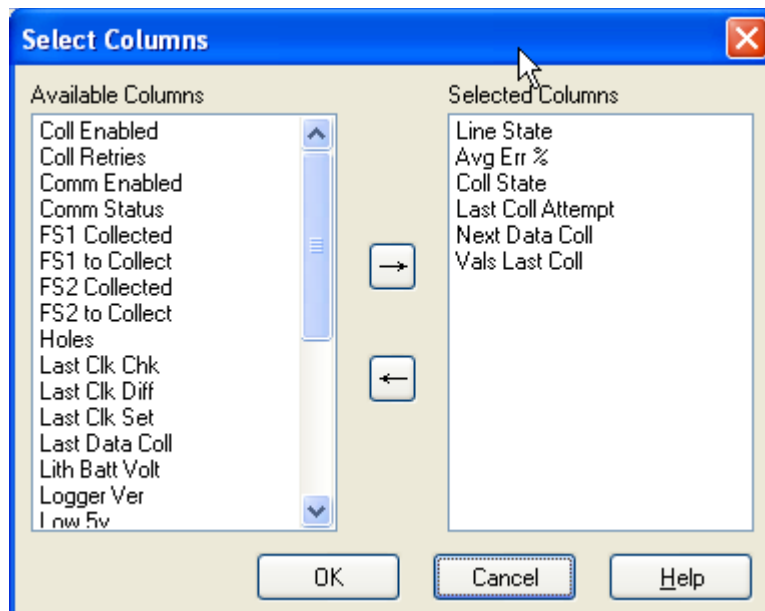 Select Columns
Available Columns
Coll Enabled
Coll Retries
Comm Enabled
Comm Status
FS1 Collected
FS1 to Collect
FS2 Collected
FS2 to Collect
Holes
Last Clk Chk
Last Clk Diff
Last Clk Set
Last Data Coll
Lith Batt Volt
Logger Ver
Low 5v
Selected Columns
Line State
Avg Err %
Coll State
Last Coll Attempt
Next Data Coll
Vals Last Coll
OK
Cancel
Help